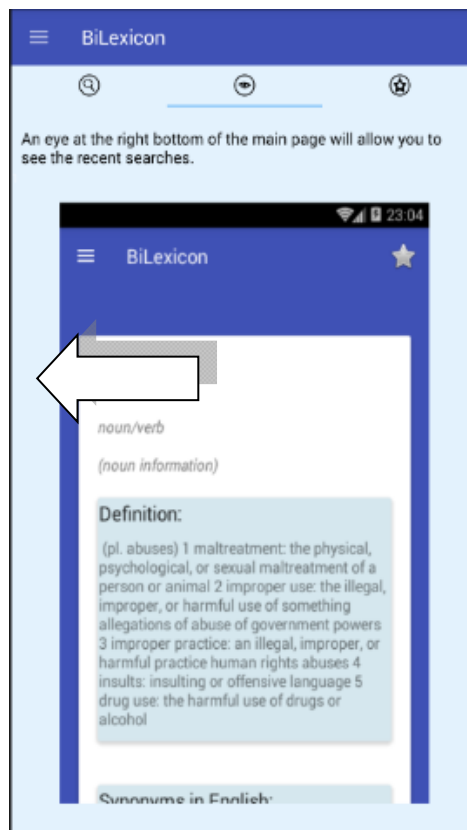 BiLexicon
An eye at the right bottom of the main page will allow you to
see the recent searches.
23:04
BiLexicon
noun/verb
(noun information)
Definition:
(pl. abuses) 1 maltreatment: the physical,
psychological, or sexual maltreatment of a
person or animal 2 improper use: the illegal,
improper, or harmful use of something
allegations of abuse of government powers
3 improper practice: an illegal, improper, or
harmful practice human rights abuses 4
insults: insulting or offensive language 5
drug use: the harmful use of drugs or
alcohol
Synonyms in English: